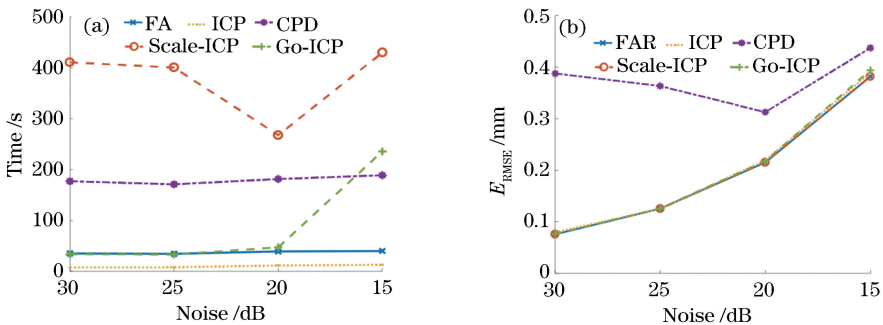 (a)
FA ICP CPD
Scale-ICP Go-ICP
500
400
300
200
100
0
Time /s
30 25 20 15
Noise /dB
(b)
FAR ICP CPD
Scale-ICP Go-ICP
0.5
0.4
0.3
0.2
0.1
0
E_RMSE /mm
30 25 20 15
Noise /dB